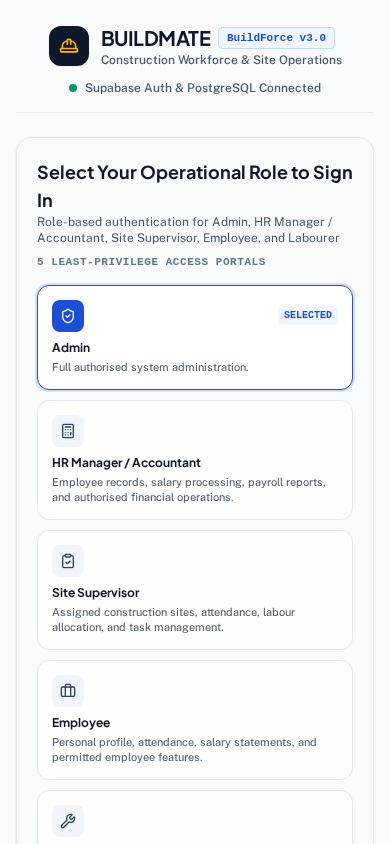 BUILDMATE BuildForce v3.0
Construction Workforce & Site Operations
Supabase Auth & PostgreSQL Connected
Select Your Operational Role to Sign
In
Role-based authentication for Admin, HR Manager /
Accountant, Site Supervisor, Employee, and Labourer
5 LEAST-PRIVILEGE ACCESS PORTALS
SELECTED
Admin
Full authorised system administration.
HR Manager / Accountant
Employee records, salary processing, payroll reports,
and authorised financial operations.
Site Supervisor
Assigned construction sites, attendance, labour
allocation, and task management.
Employee
Personal profile, attendance, salary statements, and
permitted employee features.